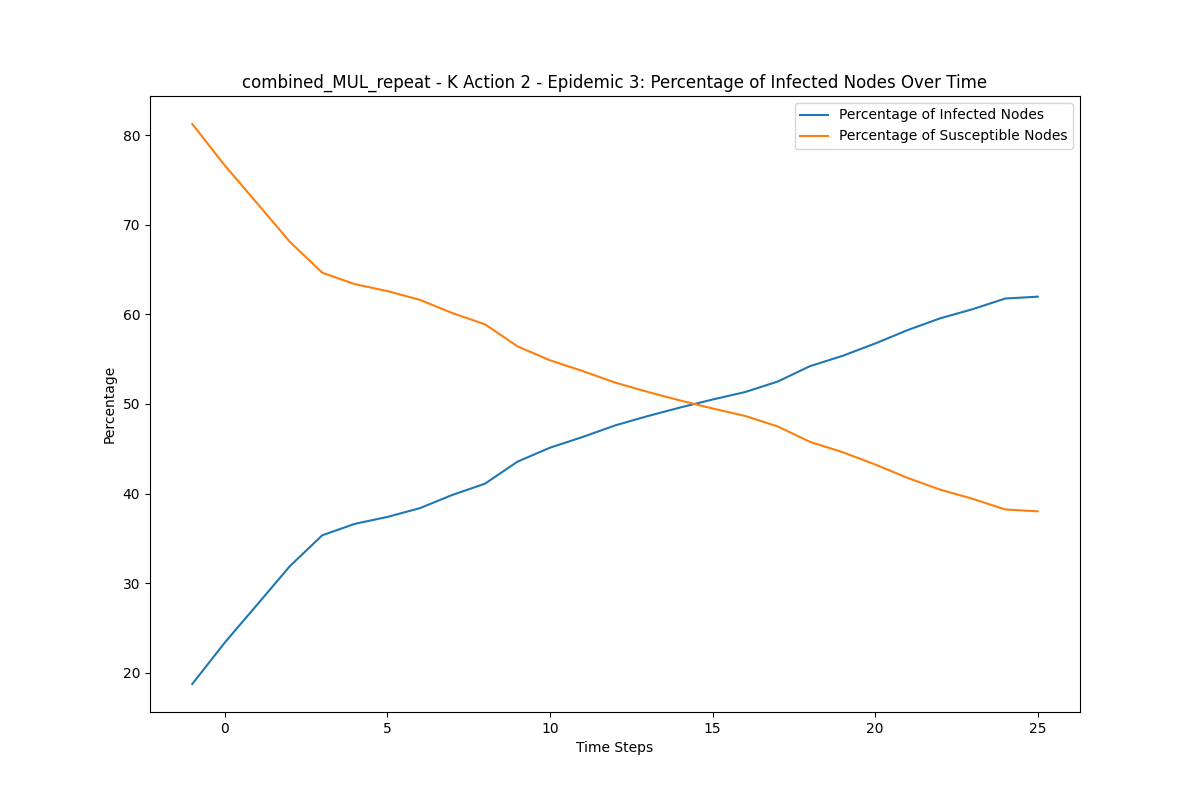 combined_MUL_repeat - K Action 2 - Epidemic 3: Percentage of Infected Nodes Over Time
Percentage of Infected Nodes
Percentage of Susceptible Nodes
Percentage
80
70
60
50
40
30
20
0 5 10 15 20 25
Time Steps